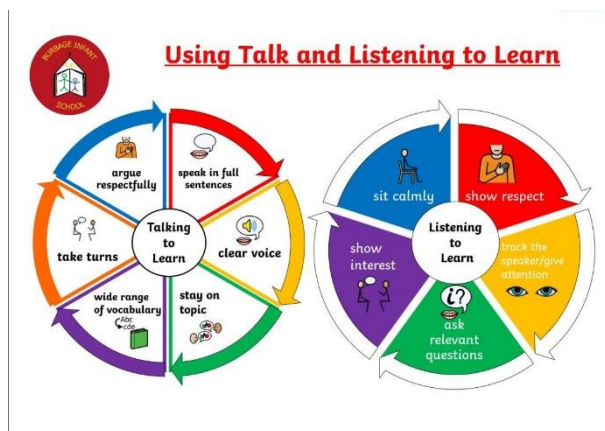 BURBAGE INFANT
SCHOOL
Using Talk and Listening to Learn
argue
respectfully
speak in full
sentences
clear voice
stay on
topic
wide range
of vocabulary
Abc
cde
take turns
Talking
to
Learn
sit calmly
show respect
track the
speaker/give
attention
i?
ask
relevant
questions
show
interest
Listening
to
Learn